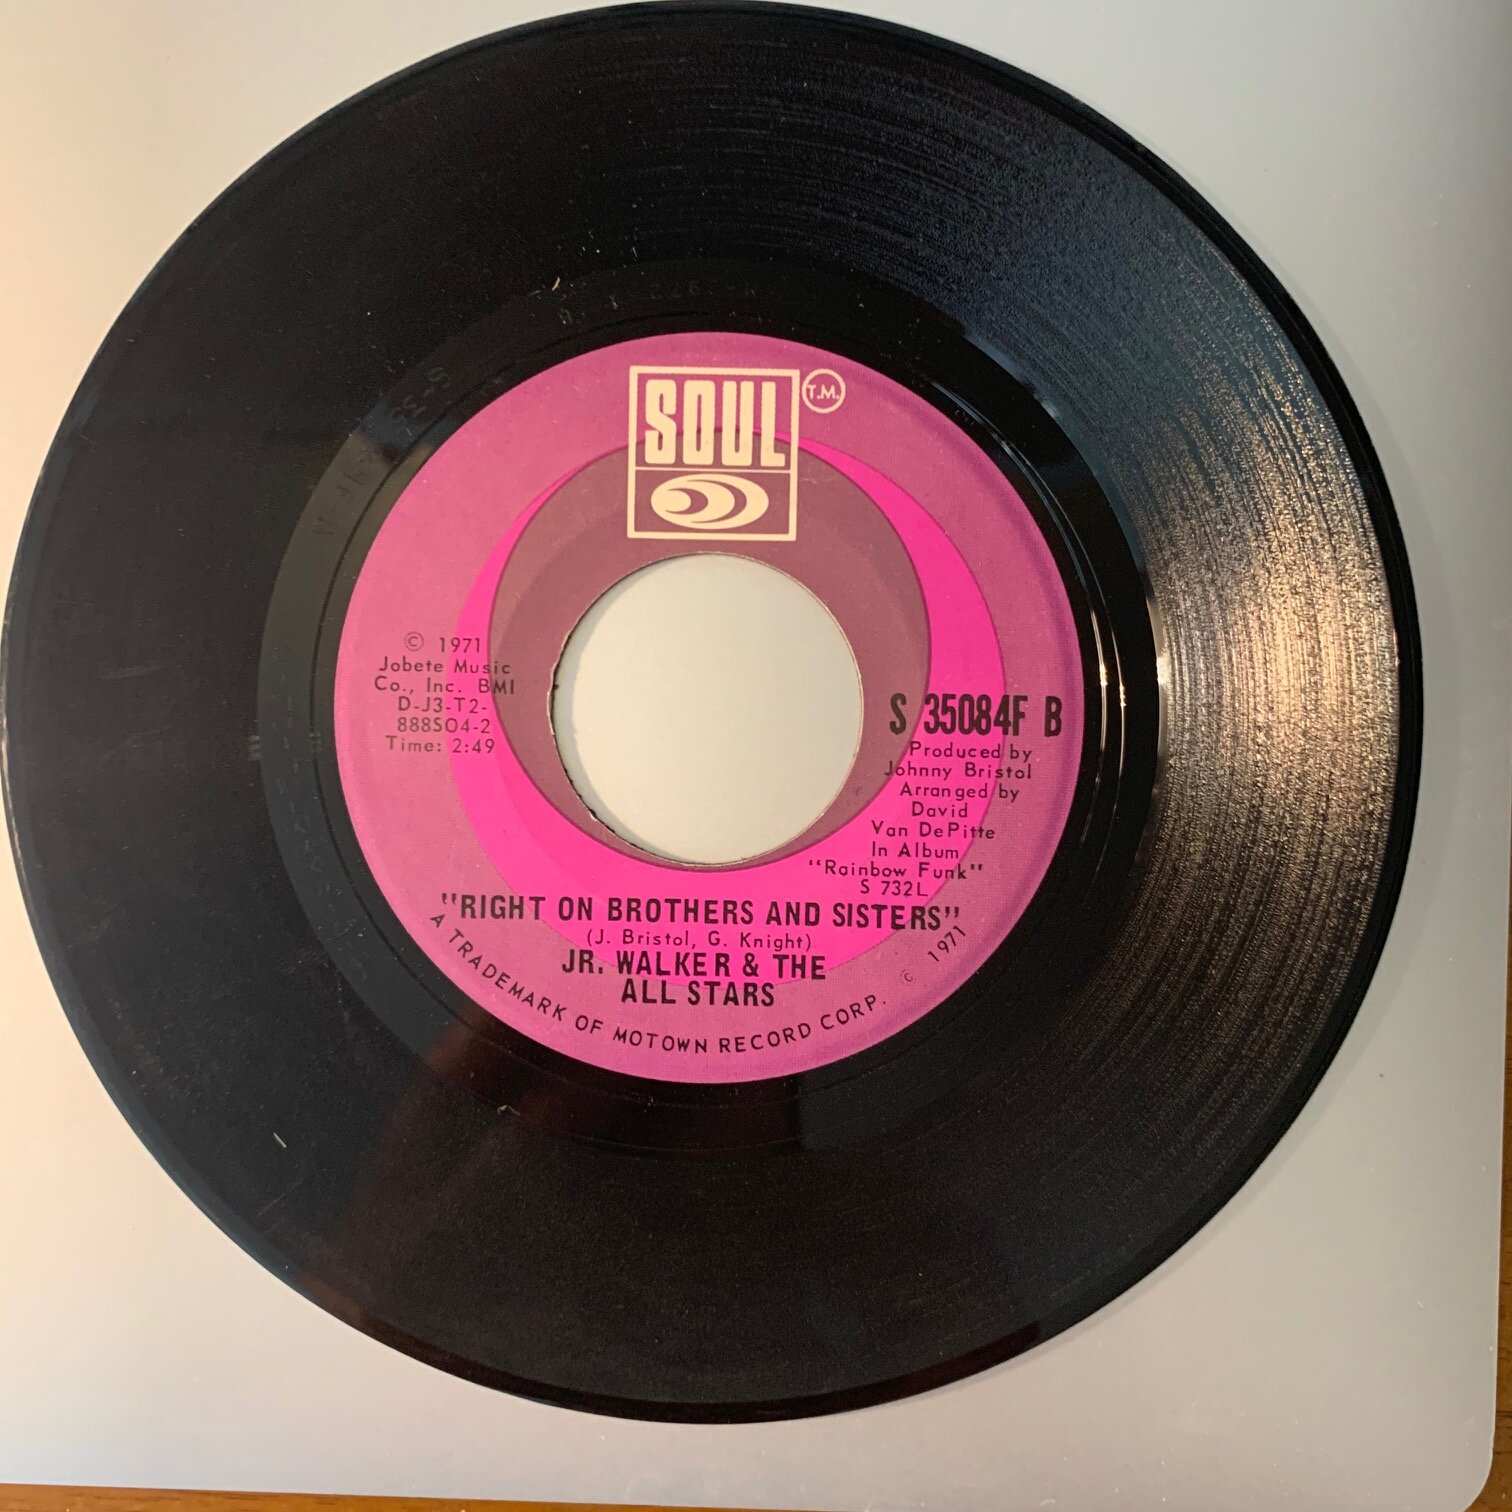 SOUL
T.M.
© 1971
Jobete Music
Co., Inc. BMI
D-J3-T2-
888S04-2
Time: 2:49
S 35084F B
Produced by
Johnny Bristol
Arranged by
David
Van DePitte
In Album
"Rainbow Funk"
S 732L
"RIGHT ON BROTHERS AND SISTERS"
(J. Bristol, G. Knight)
JR. WALKER & THE
ALL STARS
A TRADEMARK OF MOTOWN RECORD CORP. © 1971